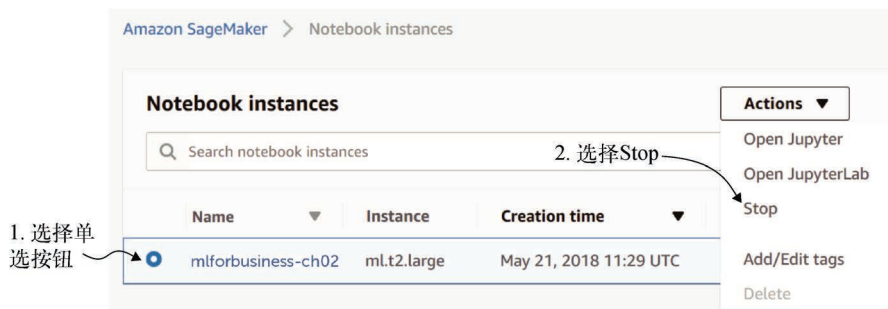 Amazon SageMaker > Notebook instances
Notebook instances
Actions ▼
Search notebook instances
2. 选择Stop
Open Jupyter
Open JupyterLab
Stop
Name ▼ Instance Creation time ▼
1. 选择单
选按钮
mlforbusiness-ch02 ml.t2.large May 21, 2018 11:29 UTC
Add/Edit tags
Delete